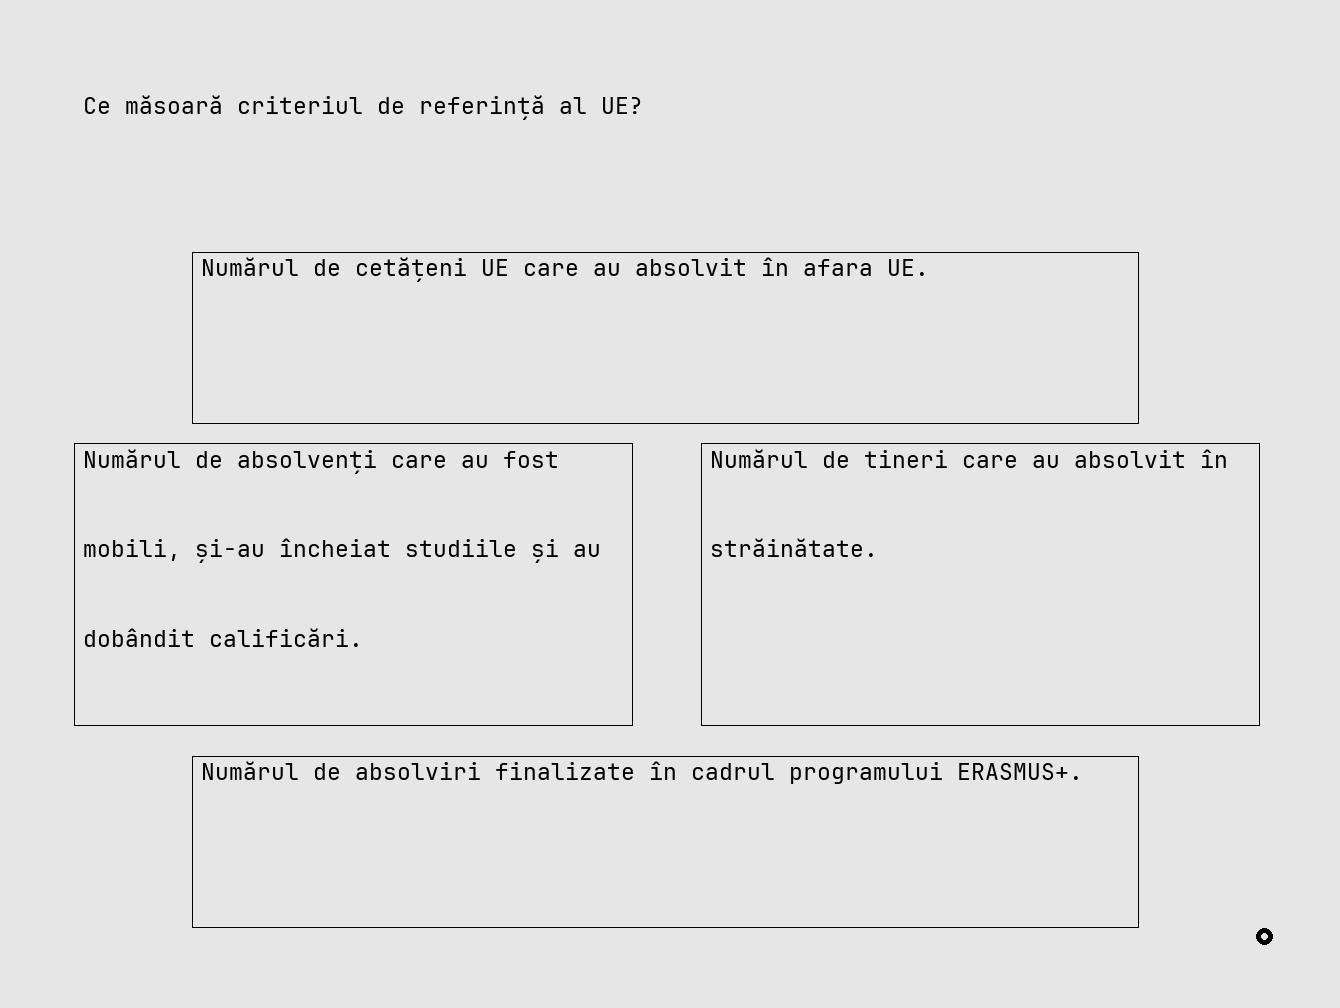 Ce măsoară criteriul de referință al UE?
Numărul de cetățeni UE care au absolvit în afara UE.
Numărul de absolvenți care au fost
mobili, și-au încheiat studiile și au
dobândit calificări.
Numărul de tineri care au absolvit în
străinătate.
Numărul de absolviri finalizate în cadrul programului ERASMUS+.